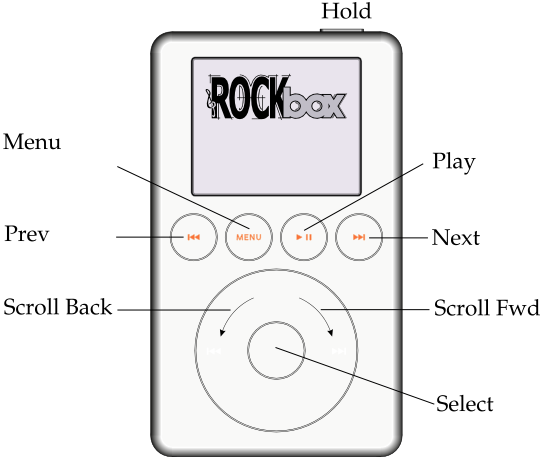 Hold
ROCKbox
Menu
Play
MENU
Prev
Next
Scroll Back
Scroll Fwd
Select